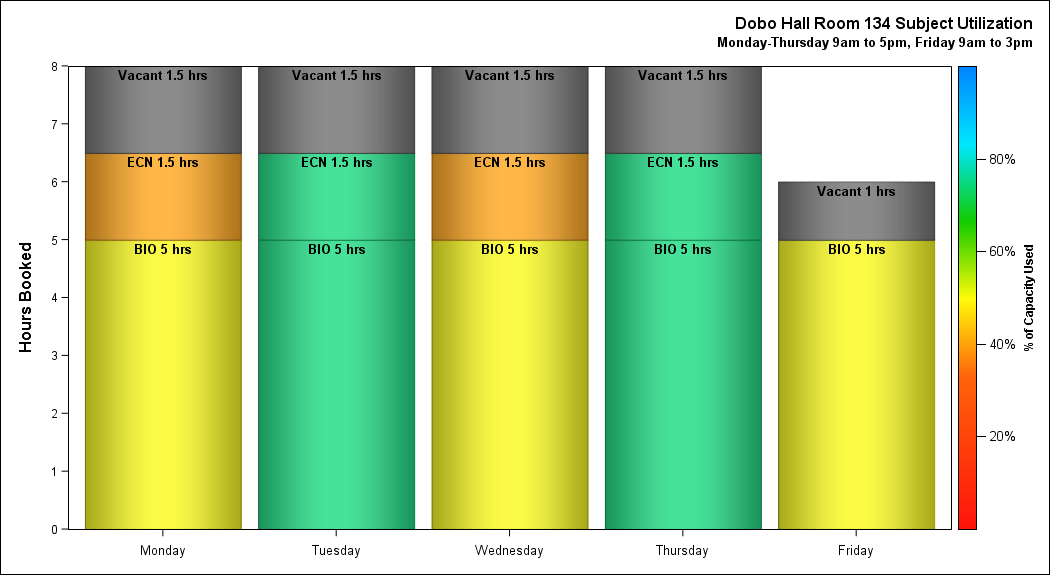 Dobo Hall Room 134 Subject Utilization
Monday-Thursday 9am to 5pm, Friday 9am to 3pm
Hours Booked
8
7
6
5
4
3
2
1
0
Vacant 1.5 hrs
ECN 1.5 hrs
BIO 5 hrs
Vacant 1.5 hrs
ECN 1.5 hrs
BIO 5 hrs
Vacant 1.5 hrs
ECN 1.5 hrs
BIO 5 hrs
Vacant 1.5 hrs
ECN 1.5 hrs
BIO 5 hrs
Vacant 1 hrs
BIO 5 hrs
Monday
Tuesday
Wednesday
Thursday
Friday
80%
60%
40%
20%
% of Capacity Used